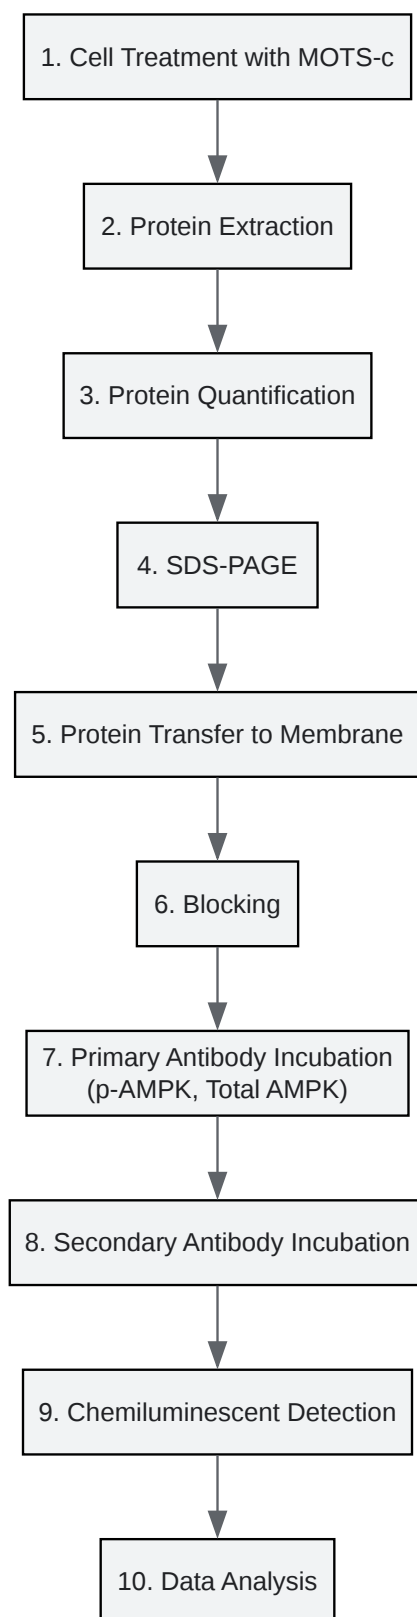 1. Cell Treatment with MOTS-c
2. Protein Extraction
3. Protein Quantification
4. SDS-PAGE
5. Protein Transfer to Membrane
6. Blocking
7. Primary Antibody Incubation
(p-AMPK, Total AMPK)
8. Secondary Antibody Incubation
9. Chemiluminescent Detection
10. Data Analysis